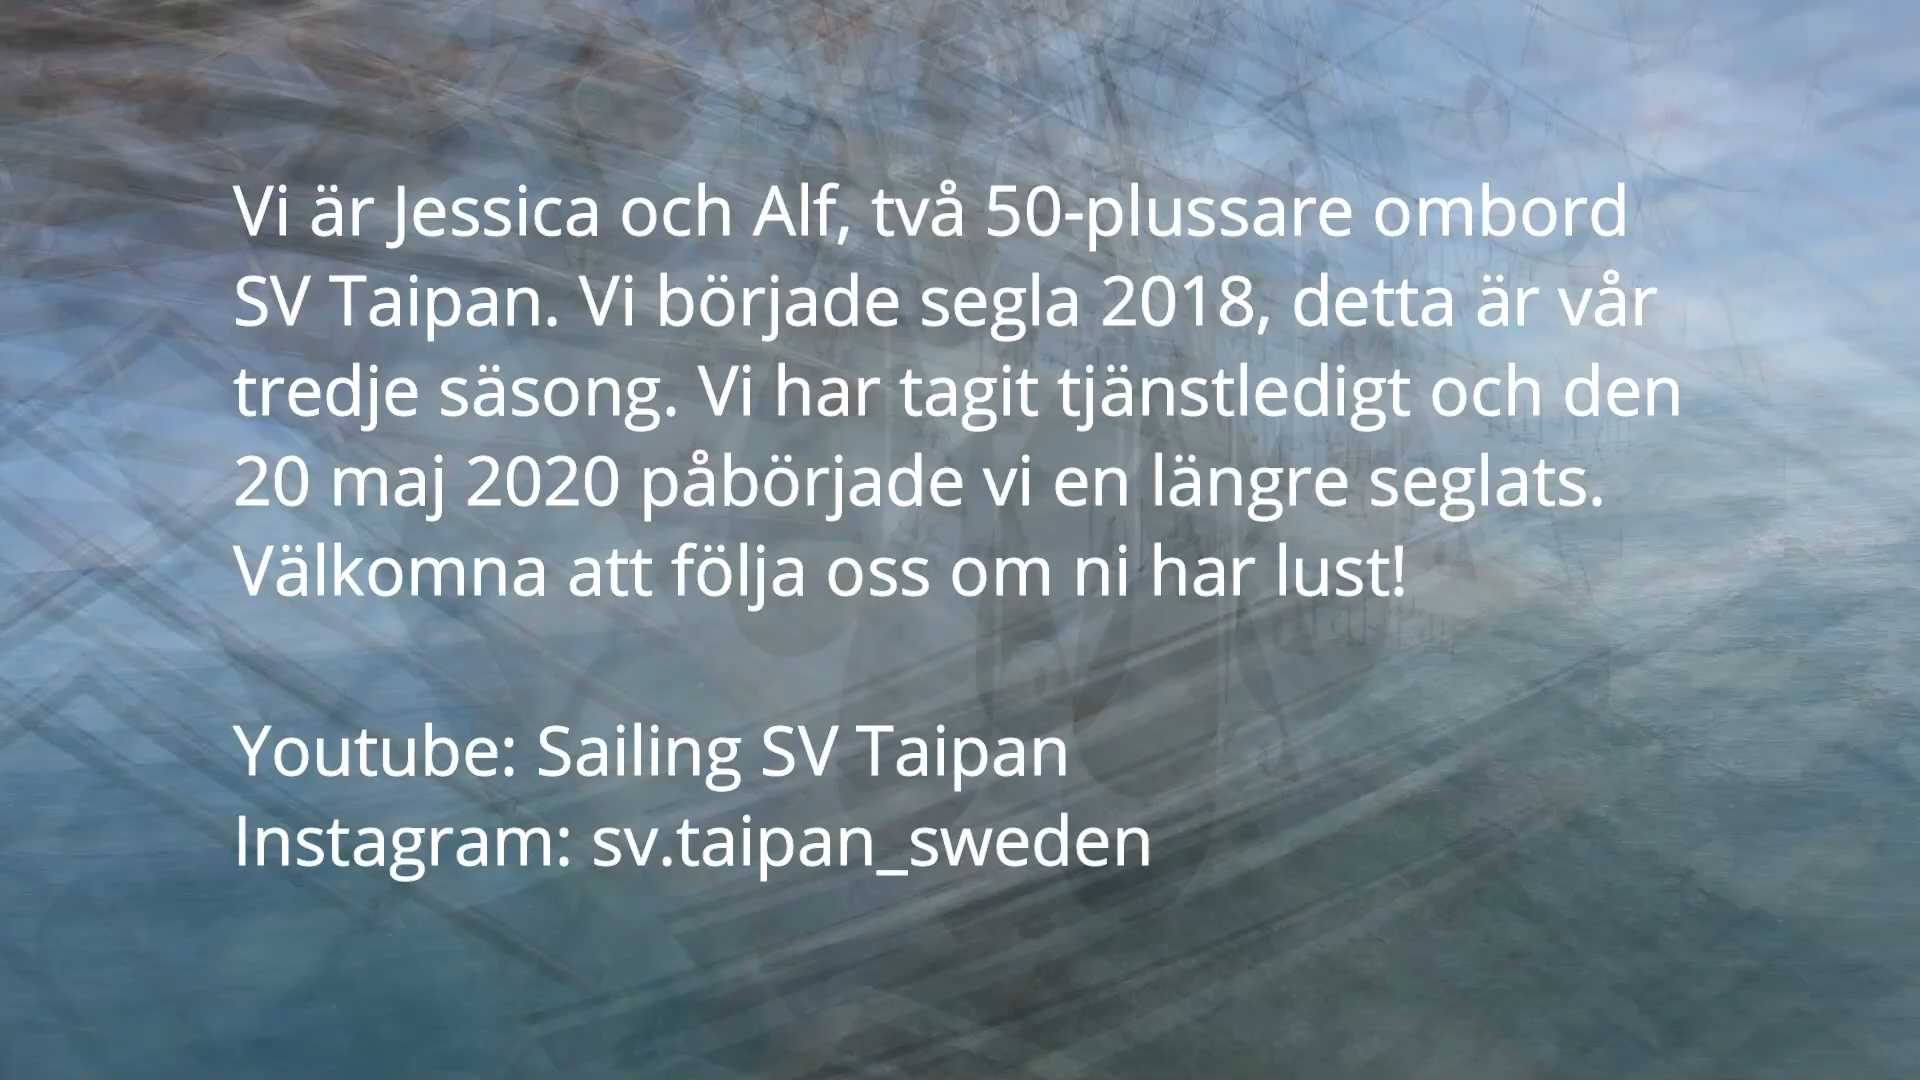 Vi är Jessica och Alf, två 50-plussare ombord
SV Taipan. Vi började segla 2018, detta är vår
tredje säsong. Vi har tagit tjänstledigt och den
20 maj 2020 påbörjade vi en längre seglats.
Välkomna att följa oss om ni har lust!
Youtube: Sailing SV Taipan
Instagram: sv.taipan_sweden